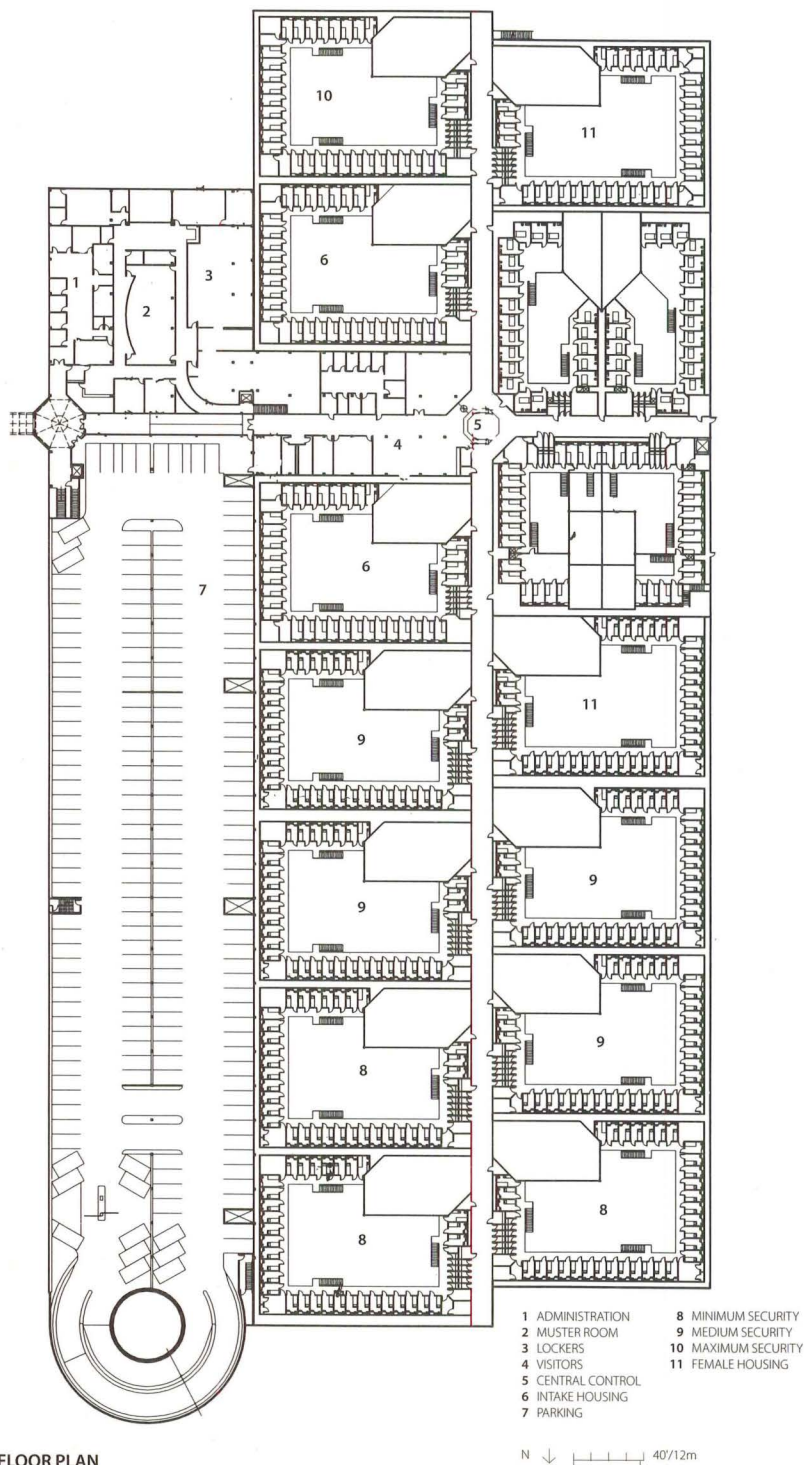 10
11
6
3
1
2
5
4
6
7
11
9
9
9
9
8
8
8
1 ADMINISTRATION
2 MUSTER ROOM
3 LOCKERS
4 VISITORS
5 CENTRAL CONTROL
6 INTAKE HOUSING
7 PARKING
8 MINIMUM SECURITY
9 MEDIUM SECURITY
10 MAXIMUM SECURITY
11 FEMALE HOUSING
N 40'/12m
FLOOR PLAN